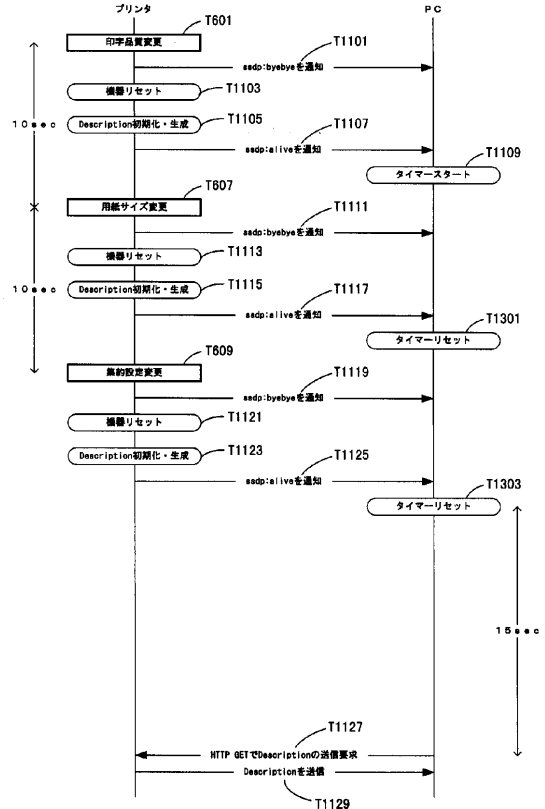 プリンタ
PC
T601
印字品質変更
T1101
ssdp:byebyeを通知
T1103
機器リセット
T1105
Description初期化・生成
T1107
ssdp:aliveを通知
10sec
T1109
タイマースタート
T607
用紙サイズ変更
T1111
ssdp:byebyeを通知
T1113
機器リセット
T1115
Description初期化・生成
10sec
T1117
ssdp:aliveを通知
T1301
タイマーリセット
T609
集約設定変更
T1119
ssdp:byebyeを通知
T1121
機器リセット
T1123
Description初期化・生成
T1125
ssdp:aliveを通知
T1303
タイマーリセット
15sec
T1127
HTTP GETでDescriptionの送信要求
Descriptionを送信
T1129